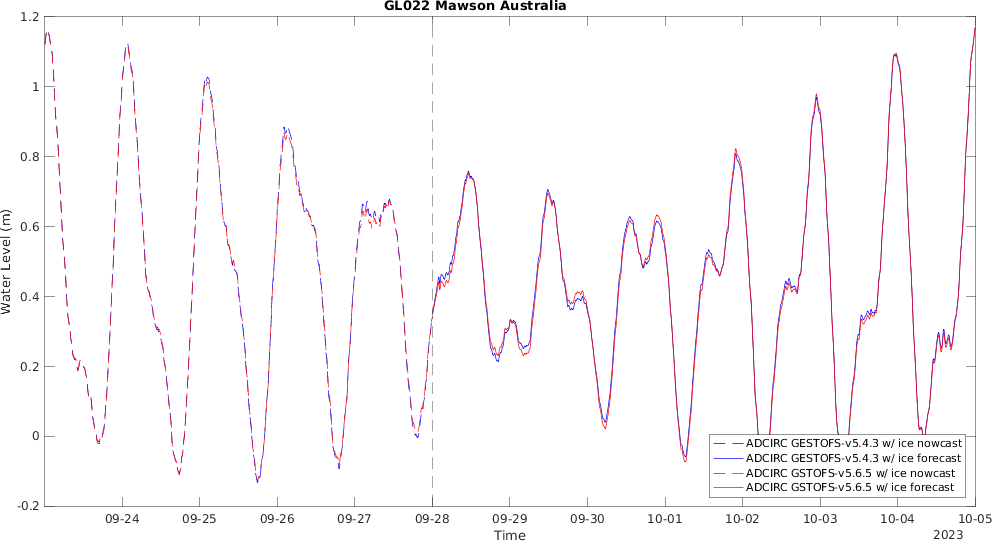 GL022 Mawson Australia
1.2
1
0.8
0.6
0.4
0.2
0
-0.2
Water Level (m)
ADCIRC GESTOFS-v5.4.3 w/ ice nowcast
ADCIRC GESTOFS-v5.4.3 w/ ice forecast
ADCIRC GSTOFS-v5.6.5 w/ ice nowcast
ADCIRC GSTOFS-v5.6.5 w/ ice forecast
09-24 09-25 09-26 09-27 09-28 09-29 09-30 10-01 10-02 10-03 10-04 10-05
Time
2023